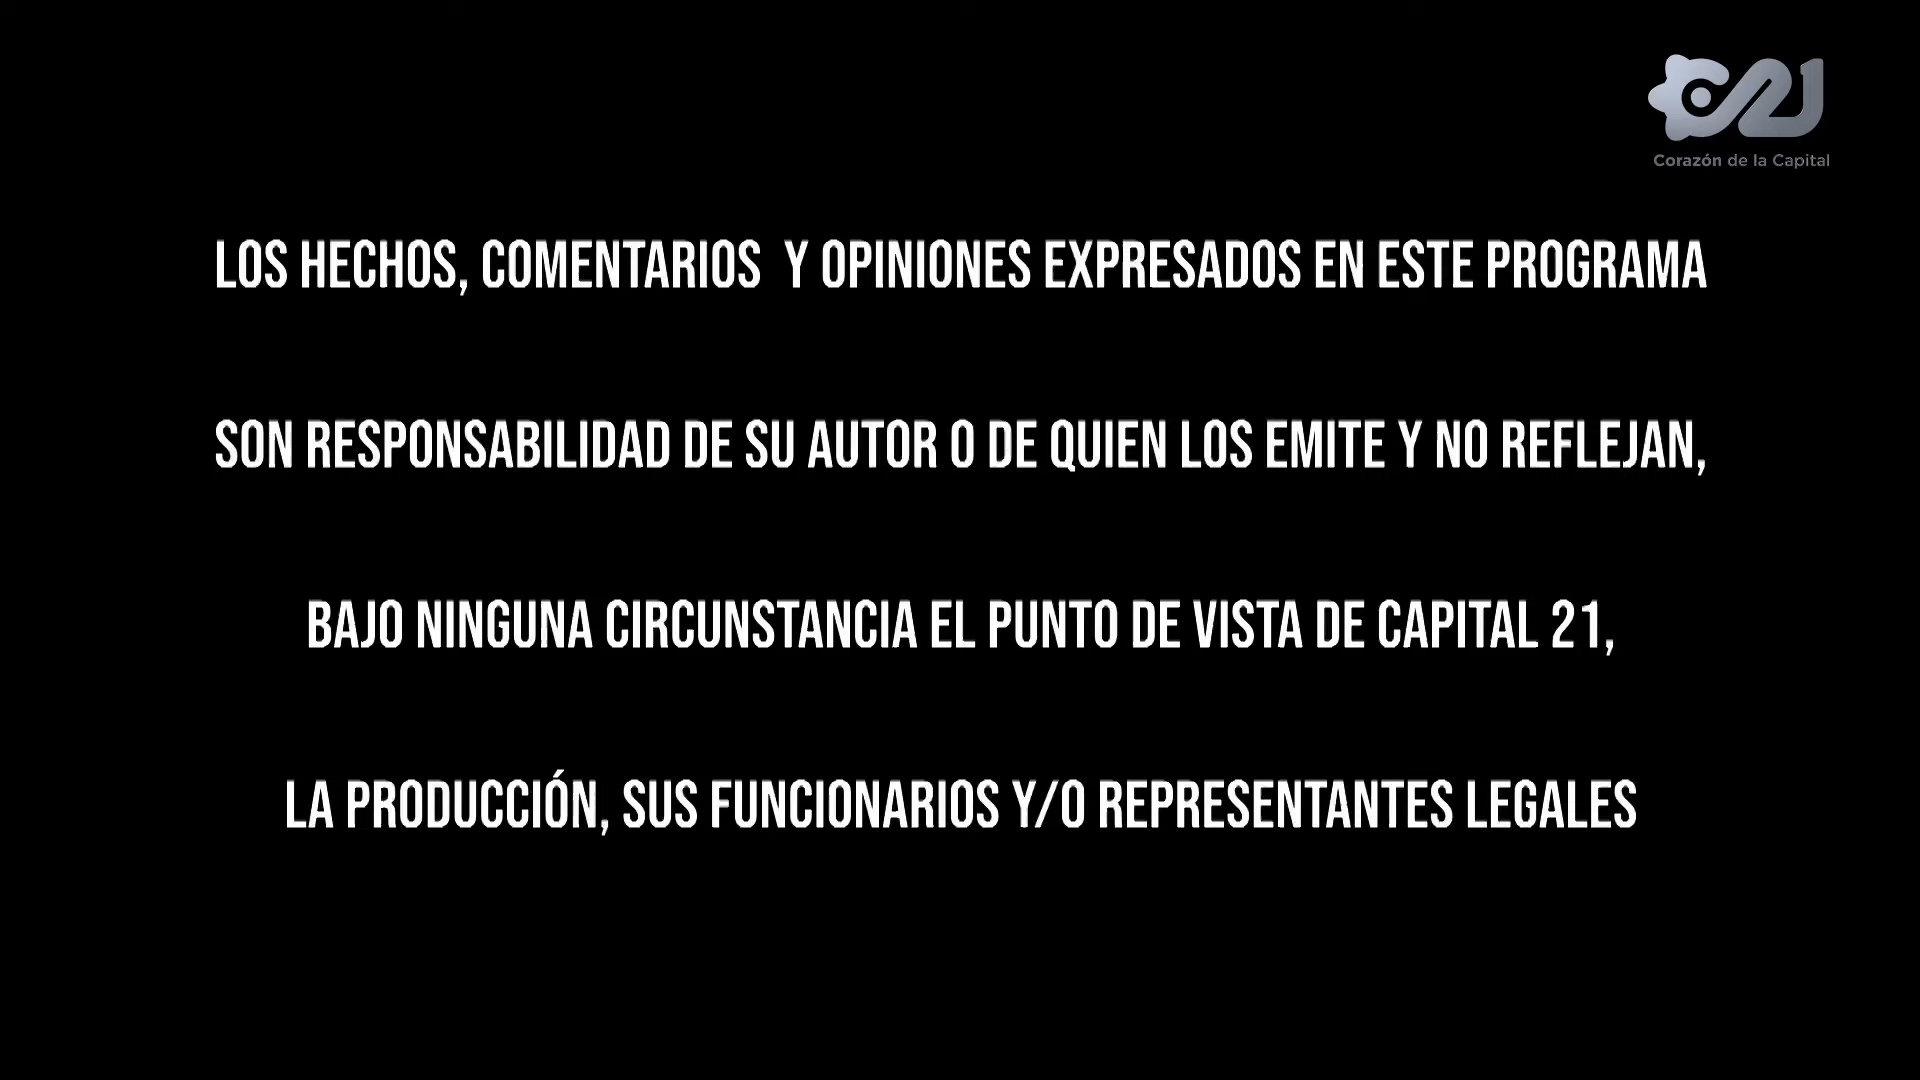 C21
Corazón de la Capital
LOS HECHOS, COMENTARIOS  Y OPINIONES EXPRESADOS EN ESTE PROGRAMA
SON RESPONSABILIDAD DE SU AUTOR O DE QUIEN LOS EMITE Y NO REFLEJAN,
BAJO NINGUNA CIRCUNSTANCIA EL PUNTO DE VISTA DE CAPITAL 21,
LA PRODUCCIÓN, SUS FUNCIONARIOS Y/O REPRESENTANTES LEGALES